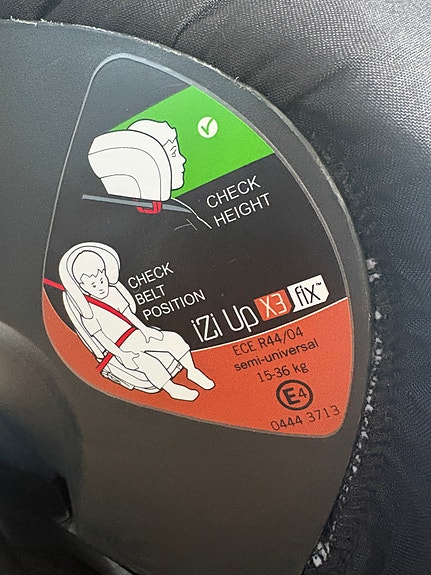 CHECK
HEIGHT
CHECK
BELT
POSITION
iZi Up X3 fix™
ECE R44/04
semi-universal
15-36 kg
E4
0444 3713